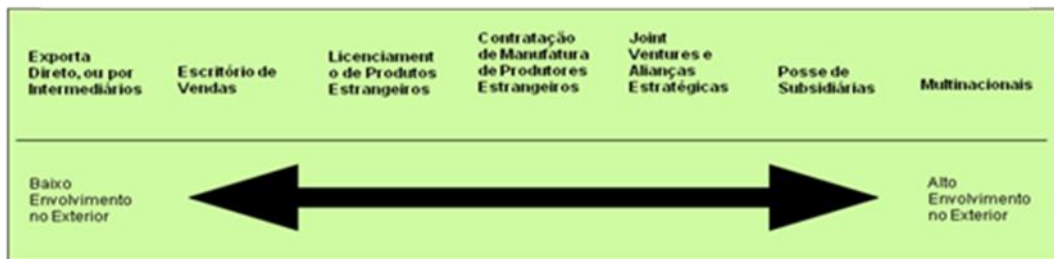 Exporta
Direto, ou por
Intermediários
Escritório de
Vendas
Licenciament
o de Produtos
Estrangeiros
Contratação
de Manufatura
de Produtores
Estrangeiros
Joint
Ventures e
Alianças
Estratégicas
Posse de
Subsidiárias
Multinacionais
Baixo
Envolvimento
no Exterior
Alto
Envolvimento
no Exterior